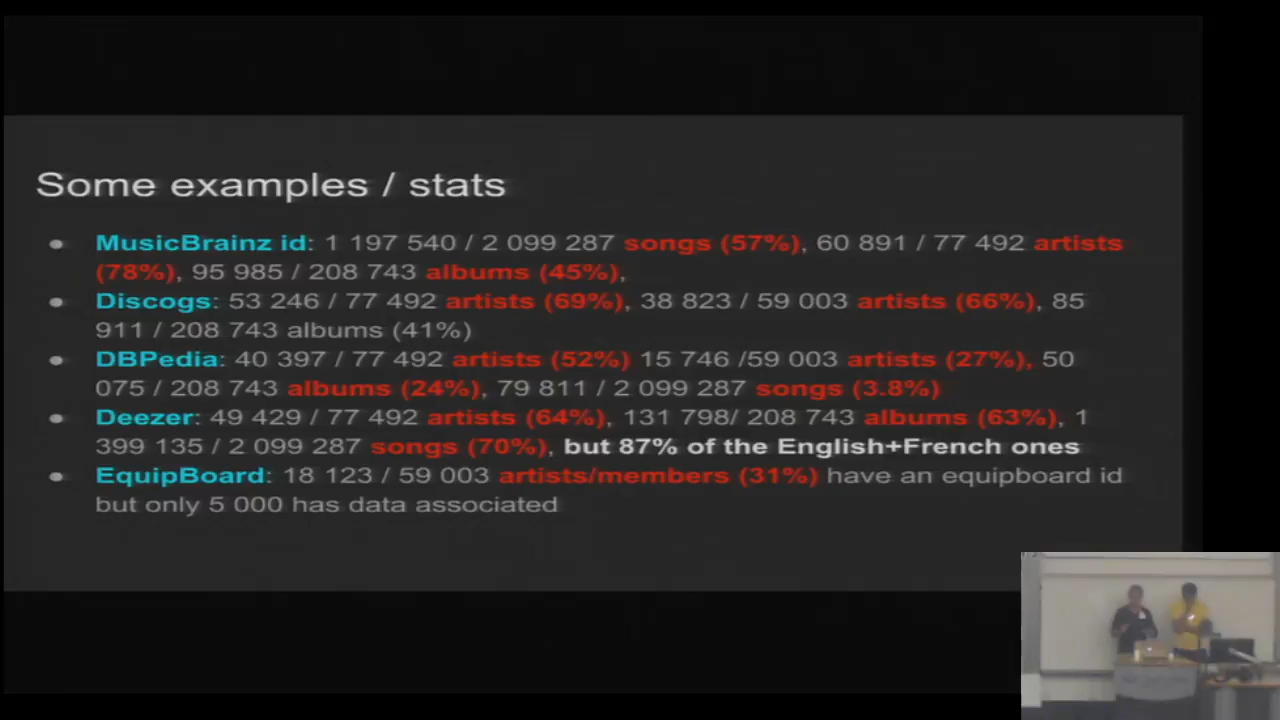 Some examples / stats
● MusicBrainz id: 1 197 540 / 2 099 287 songs (57%), 60 891 / 77 492 artists
(78%), 95 985 / 208 743 albums (45%),
● Discogs: 53 246 / 77 492 artists (69%), 38 823 / 59 003 artists (66%), 85
911 / 208 743 albums (41%)
● DBPedia: 40 397 / 77 492 artists (52%) 15 746 /59 003 artists (27%), 50
075 / 208 743 albums (24%), 79 811 / 2 099 287 songs (3.8%)
● Deezer: 49 429 / 77 492 artists (64%), 131 798/ 208 743 albums (63%), 1
399 135 / 2 099 287 songs (70%), but 87% of the English+French ones
● EquipBoard: 18 123 / 59 003 artists/members (31%) have an equipboard id
but only 5 000 has data associated